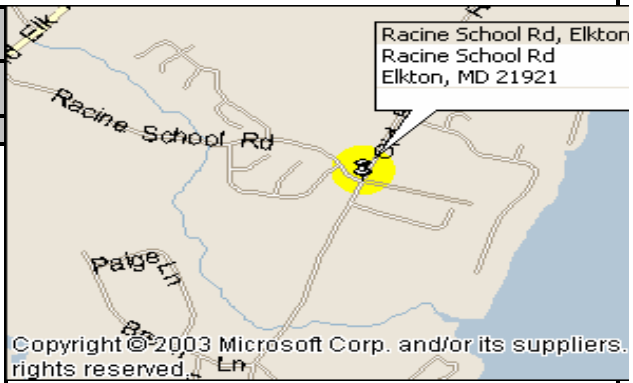 Elk
Racine School Rd, Elkton
Racine School Rd
Elkton, MD 21921
Racine School Rd
Paige Ln
Ln
Copyright © 2003 Microsoft Corp. and/or its suppliers.
rights reserved.